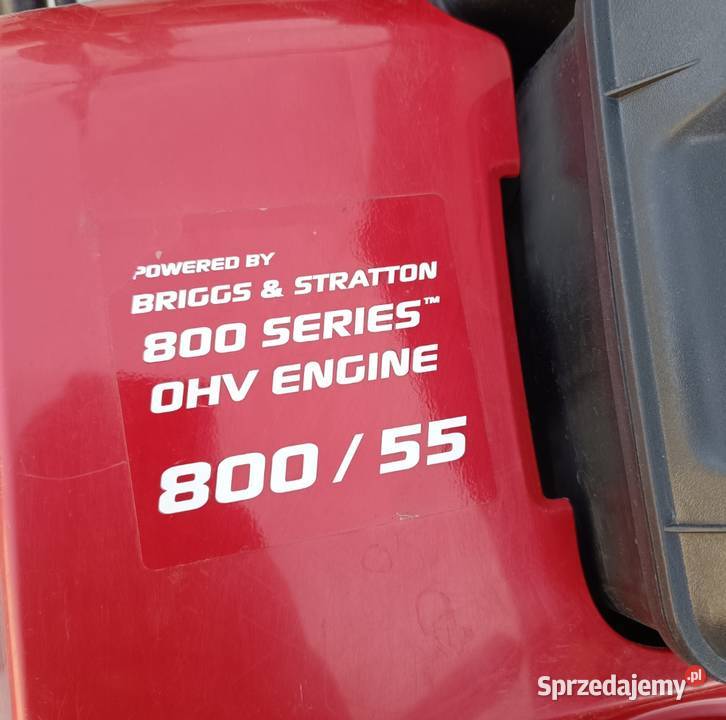 POWERED BY
BRIGGS & STRATTON
800 SERIES™
OHV ENGINE
800 / 55
Sprzedajemy.pl